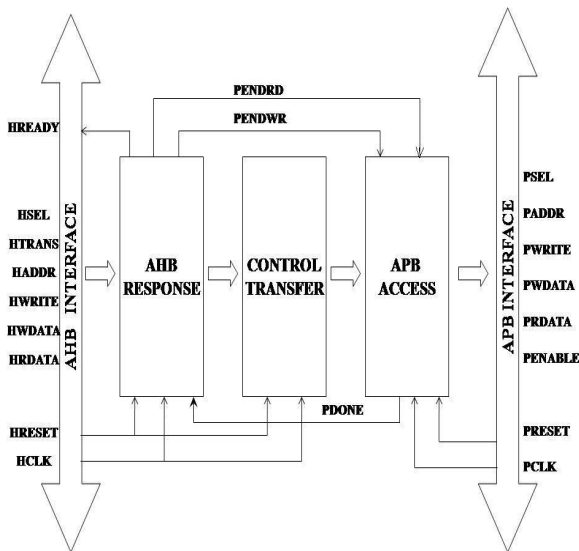 PENDRD
PENDWR
HREADY
HSEL
HTRANS
HADDR
HWRITE
HWDATA
HRDATA
HRESET
HCLK
AHB INTERFACE
AHB
RESPONSE
CONTROL
TRANSFER
APB
ACCESS
PDONE
APB INTERFACE
PSEL
PADDR
PWRITE
PWDATA
PRDATA
PENABLE
PRESET
PCLK